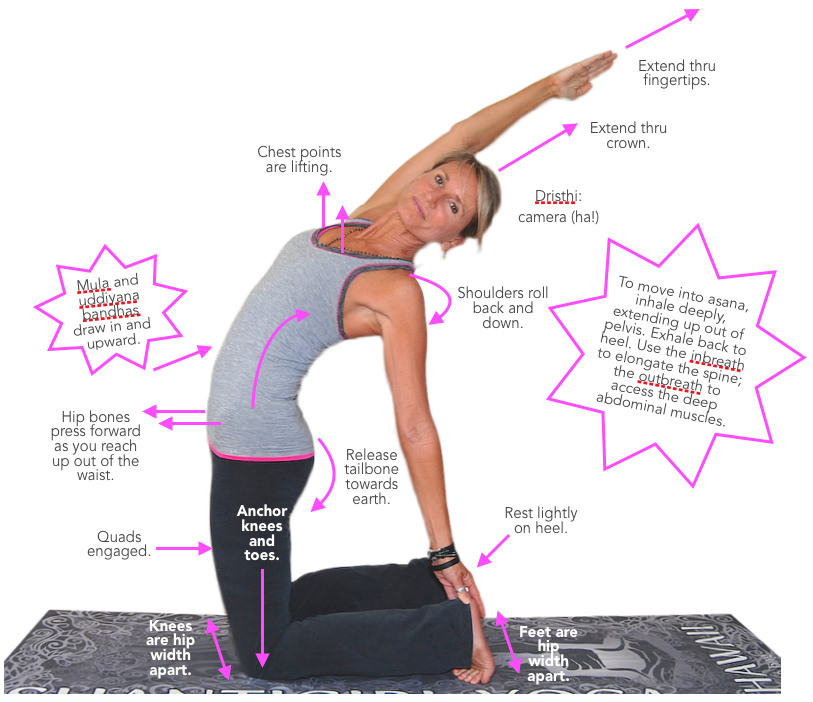 Extend thru
fingertips.
Extend thru
crown.
Chest points
are lifting.
Dristhi:
camera (ha!)
Mula and
uddiyana
bandhas
draw in and
upward.
Shoulders roll
back and
down.
To move into asana,
inhale deeply,
extending up out of
pelvis. Exhale back to
heel. Use the inbreath
to elongate the spine;
the outbreath to
access the deep
abdominal muscles.
Hip bones
press forward
as you reach
up out of the
waist.
Release
tailbone
towards
earth.
Anchor
knees
and
toes.
Rest lightly
on heel.
Quads
engaged.
Knees
are hip
width
apart.
Feet are
hip
width
apart.
HAWAII